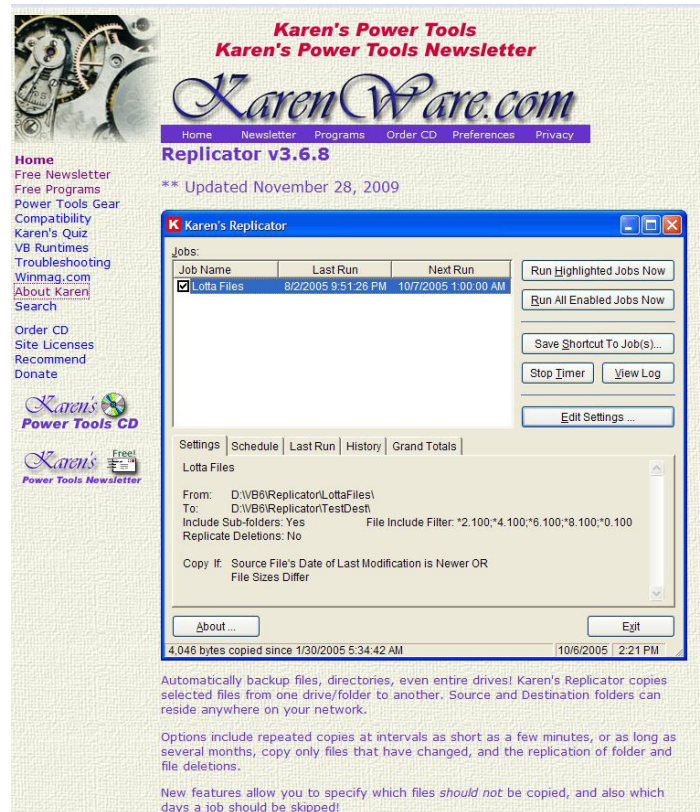 Karen's Power Tools
Karen's Power Tools Newsletter
KarenWare.com
Home Newsletter Programs Order CD Preferences Privacy
Home
Free Newsletter
Free Programs
Power Tools Gear
Compatibility
Karen's Quiz
VB Runtimes
Troubleshooting
Winmag.com
About Karen
Search
Order CD
Site Licenses
Recommend
Donate
Karen's
Power Tools CD
Karen's Free!
Power Tools Newsletter
Replicator v3.6.8
** Updated November 28, 2009
K Karen's Replicator
Jobs:
Job Name Last Run Next Run
Lotta Files 8/2/2005 9:51:26 PM 10/7/2005 1:00:00 AM
Run Highlighted Jobs Now
Run All Enabled Jobs Now
Save Shortcut To Job(s)...
Stop Timer View Log
Edit Settings ...
Settings Schedule Last Run History Grand Totals
Lotta Files
From: D:\VB6\Replicator\LottaFiles\
To: D:\VB6\Replicator\TestDest\
Include Sub-folders: Yes File Include Filter: *2.100;*4.100;*6.100;*8.100;*0.100
Replicate Deletions: No
Copy If: Source File's Date of Last Modification is Newer OR
File Sizes Differ
About ... Exit
4,046 bytes copied since 1/30/2005 5:34:42 AM 10/6/2005 2:21 PM
Automatically backup files, directories, even entire drives! Karen's Replicator copies
selected files from one drive/folder to another. Source and Destination folders can
reside anywhere on your network.
Options include repeated copies at intervals as short as a few minutes, or as long as
several months, copy only files that have changed, and the replication of folder and
file deletions.
New features allow you to specify which files should not be copied, and also which
days a job should be skipped!